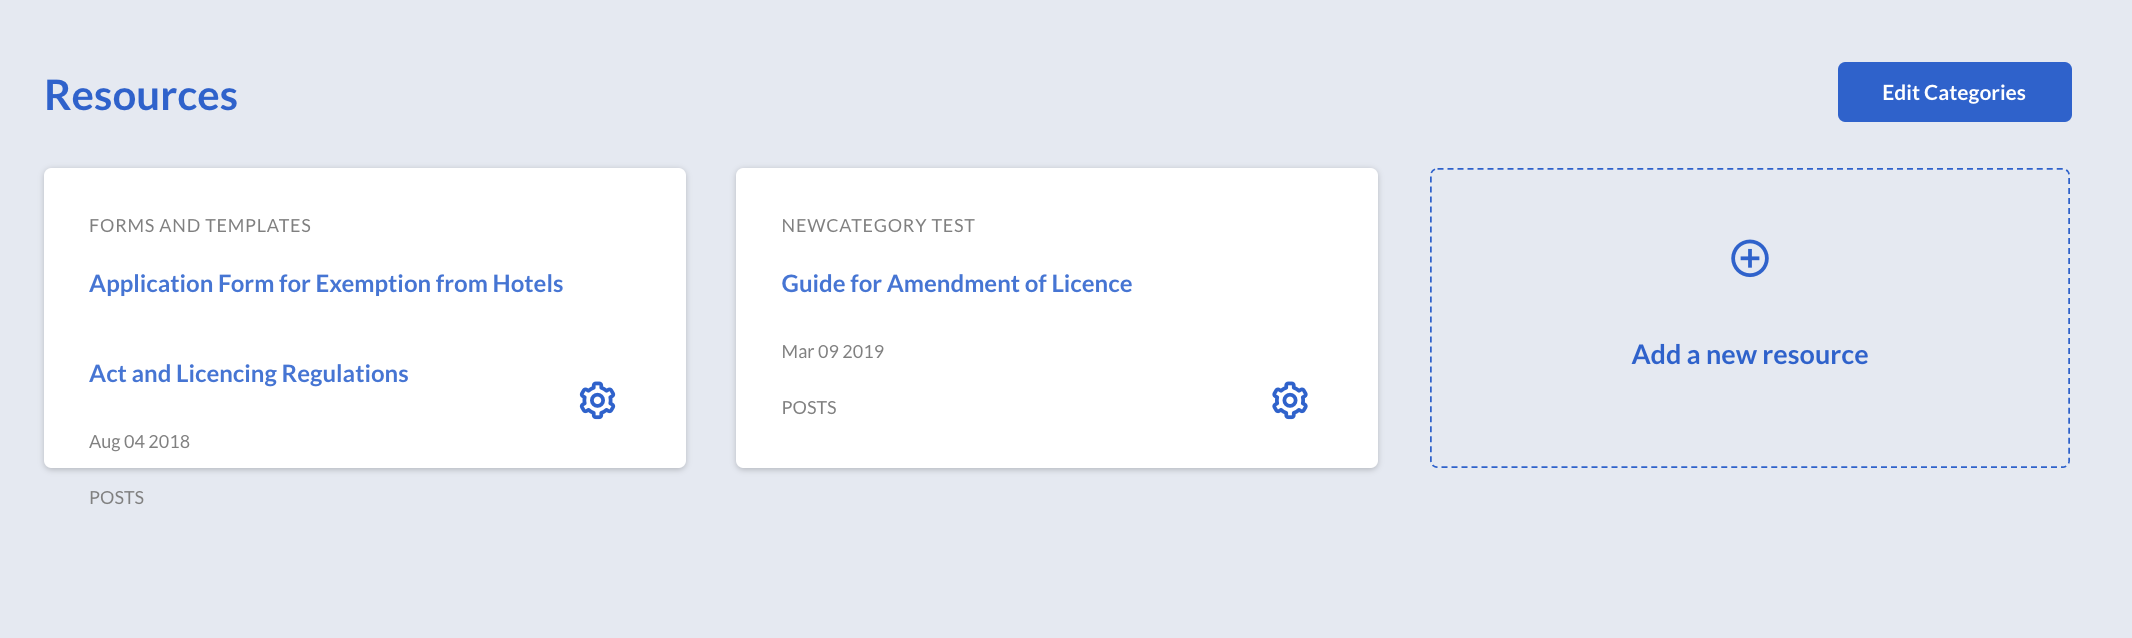 Resources
Edit Categories
FORMS AND TEMPLATES
Application Form for Exemption from Hotels
Act and Licencing Regulations
Aug 04 2018
POSTS
NEWCATEGORY TEST
Guide for Amendment of Licence
Mar 09 2019
POSTS
Add a new resource